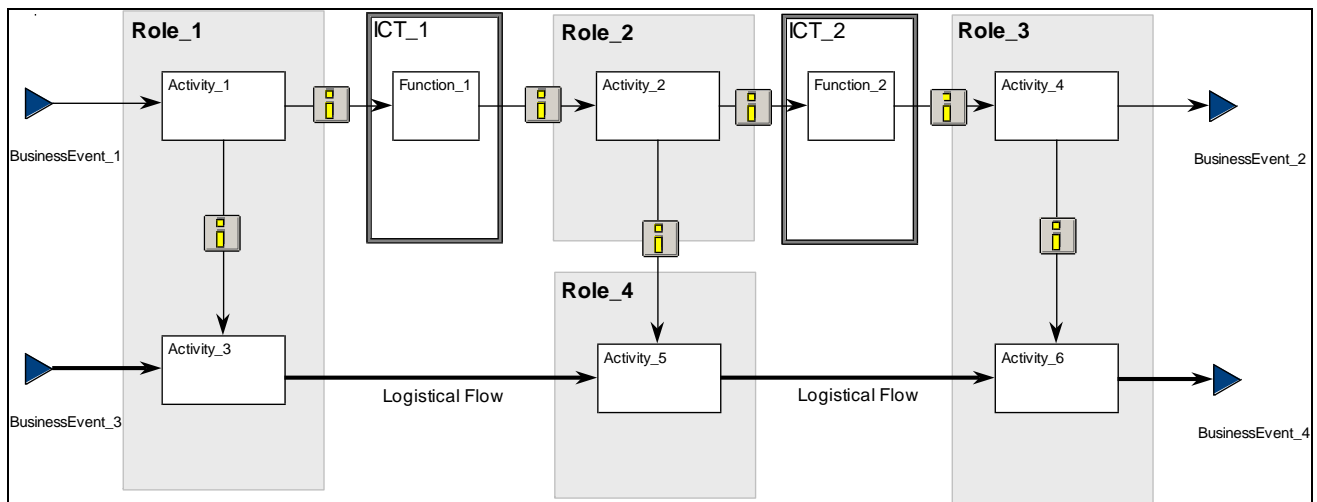 Role_1
ICT_1
Role_2
ICT_2
Role_3
Activity_1
Function_1
Activity_2
Function_2
Activity_4
BusinessEvent_1
BusinessEvent_2
Role_4
Activity_3
Activity_5
Activity_6
Logistical Flow
Logistical Flow
BusinessEvent_3
BusinessEvent_4